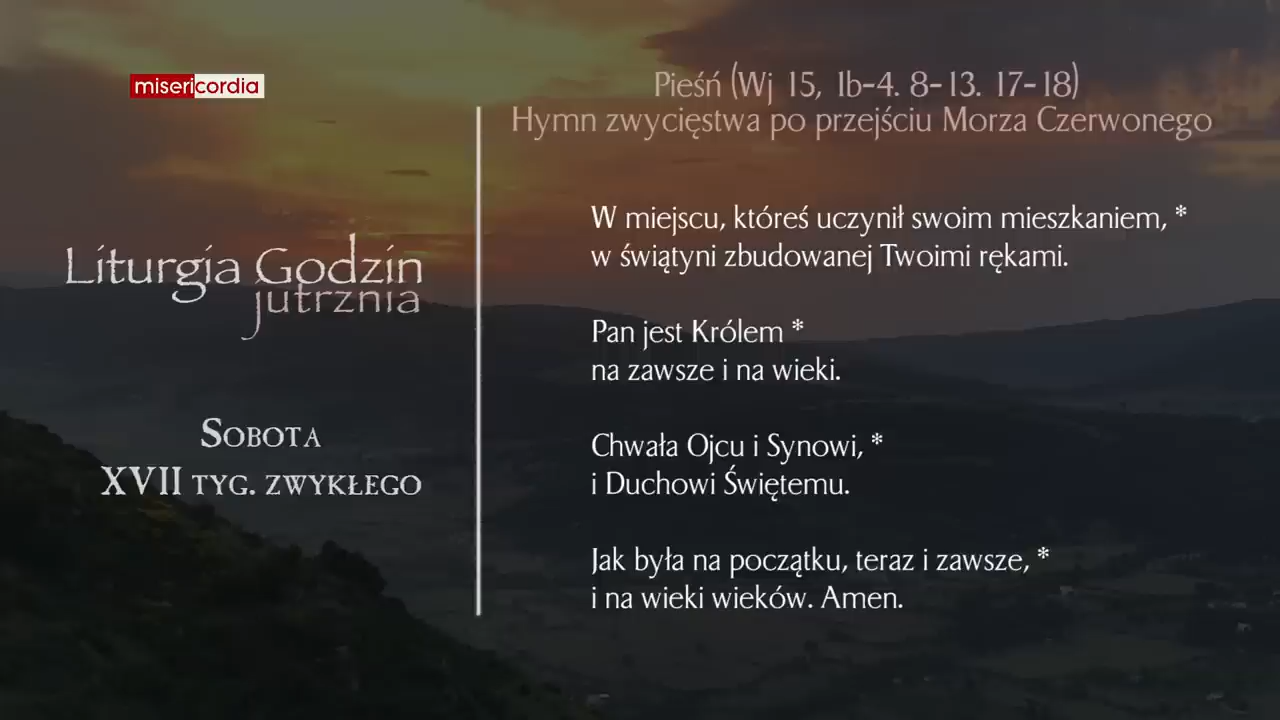 misericordia
Liturgia Godzin
jutrznia
Sobota
XVII tyg. zwykłego
Pieśń (Wj 15, 1b-4. 8-13. 17-18)
Hymn zwycięstwa po przejściu Morza Czerwonego
W miejscu, któreś uczynił swoim mieszkaniem, *
w świątyni zbudowanej Twoimi rękami.
Pan jest Królem *
na zawsze i na wieki.
Chwała Ojcu i Synowi, *
i Duchowi Świętemu.
Jak była na początku, teraz i zawsze, *
i na wieki wieków. Amen.